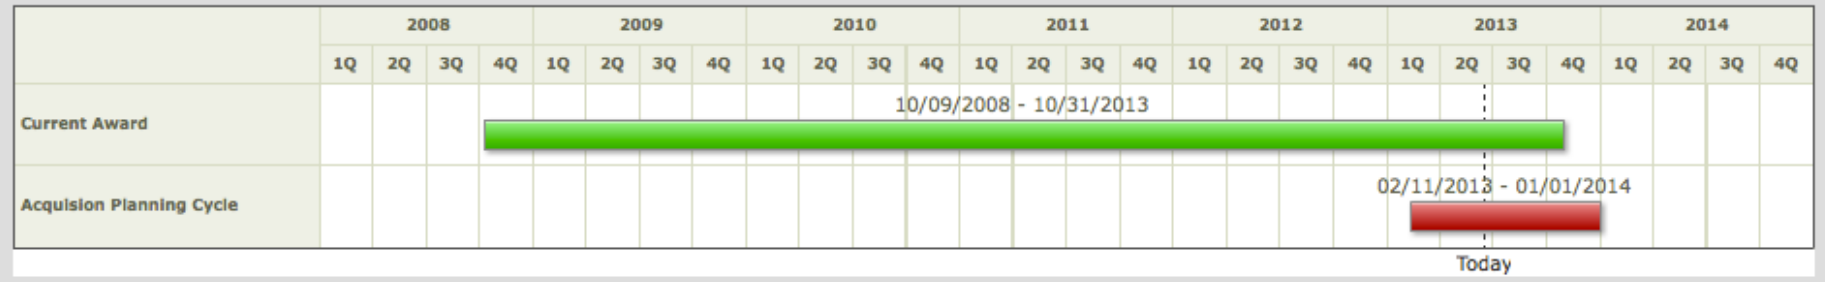 2008 2009 2010 2011 2012 2013 2014
1Q 2Q 3Q 4Q 1Q 2Q 3Q 4Q 1Q 2Q 3Q 4Q 1Q 2Q 3Q 4Q 1Q 2Q 3Q 4Q 1Q 2Q 3Q 4Q 1Q 2Q 3Q 4Q
10/09/2008 - 10/31/2013
Current Award
02/11/2013 - 01/01/2014
Acquision Planning Cycle
Today